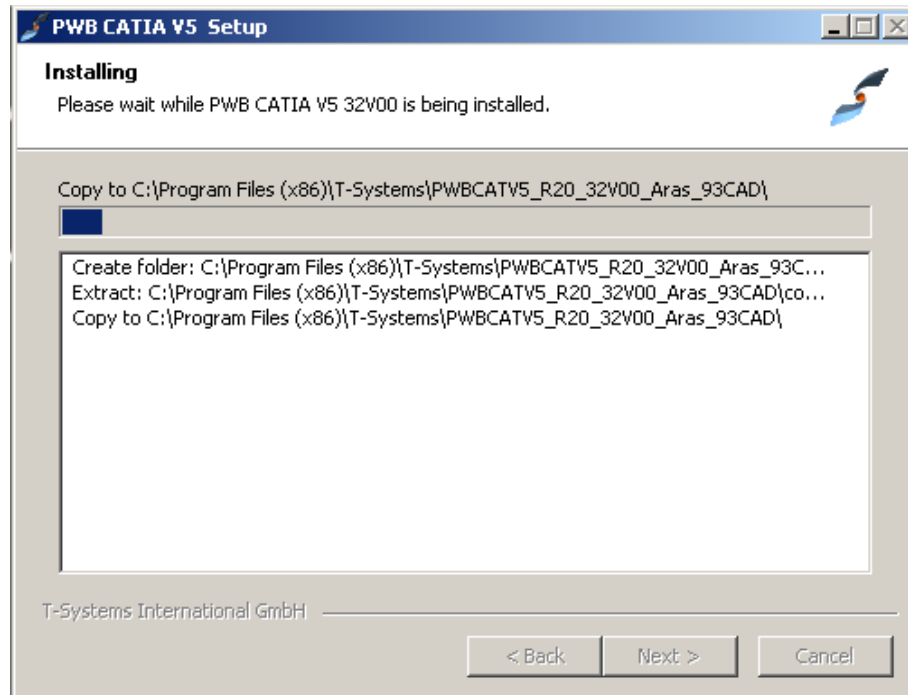 PWB CATIA V5 Setup
Installing
Please wait while PWB CATIA V5 32V00 is being installed.
Copy to C:\Program Files (x86)\T-Systems\PWBCATV5_R20_32V00_Aras_93CAD\
Create folder: C:\Program Files (x86)\T-Systems\PWBCATV5_R20_32V00_Aras_93C...
Extract: C:\Program Files (x86)\T-Systems\PWBCATV5_R20_32V00_Aras_93CAD\co...
Copy to C:\Program Files (x86)\T-Systems\PWBCATV5_R20_32V00_Aras_93CAD\
T-Systems International GmbH
< Back Next > Cancel